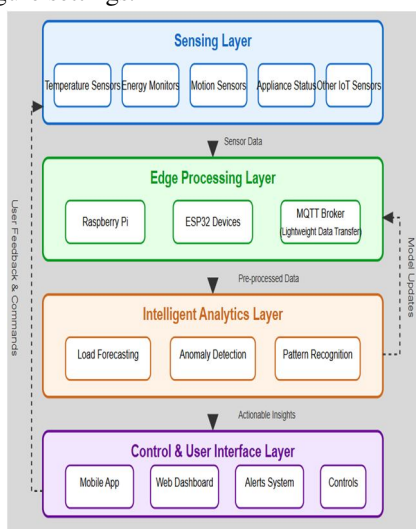 Sensing Layer
Temperature Sensors
Energy Monitors
Motion Sensors
Appliance Status
Other IoT Sensors
Sensor Data
Edge Processing Layer
Raspberry Pi
ESP32 Devices
MQTT Broker
(Lightweight Data Transfer)
Pre-processed Data
Intelligent Analytics Layer
Load Forecasting
Anomaly Detection
Pattern Recognition
Actionable Insights
Control & User Interface Layer
Mobile App
Web Dashboard
Alerts System
Controls
User Feedback & Commands
Model Updates